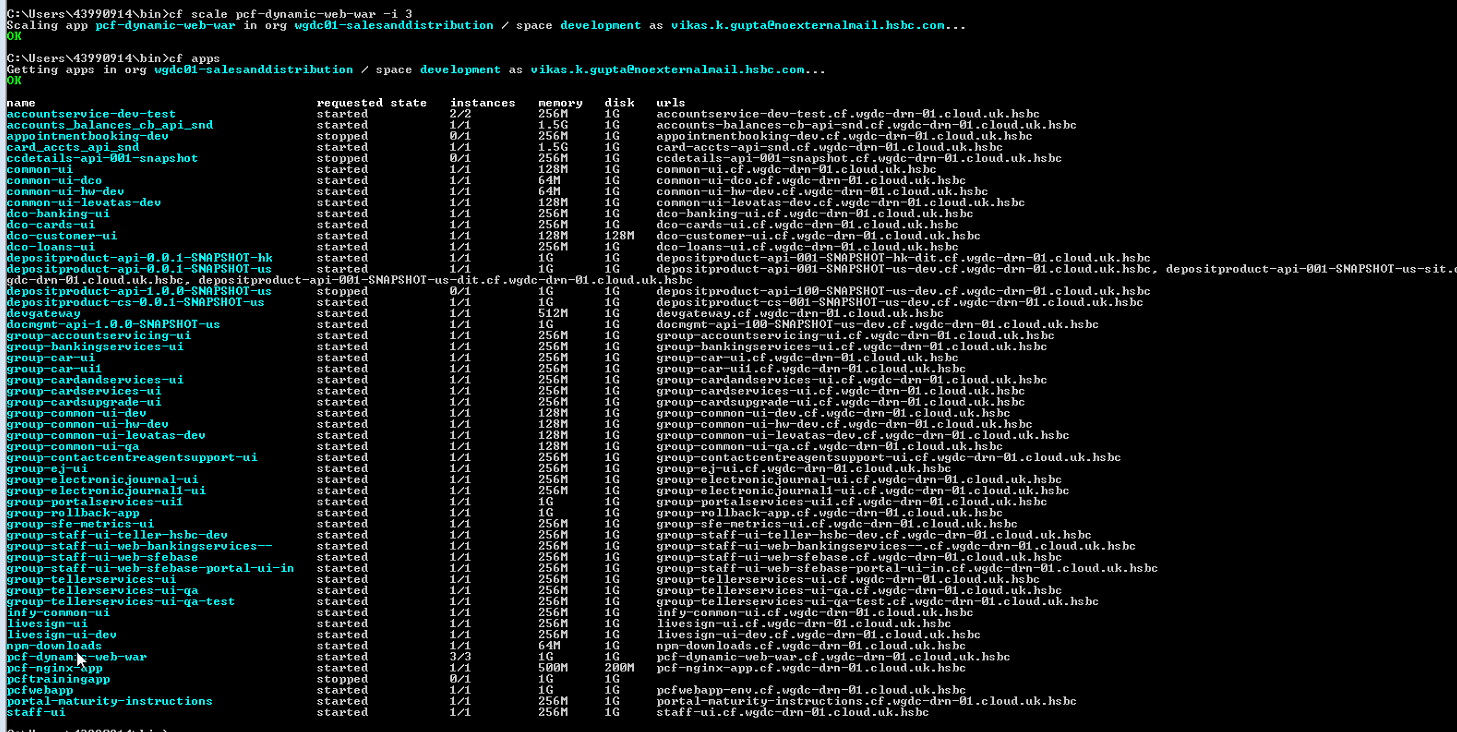 C:\Users\43990914\bin>cf scale pcf-dynamic-web-war -i 3
Scaling app pcf-dynamic-web-war in org wgdc01-salesanddistribution / space development as vikas.k.gupta@noexternalmail.hsbc.com...
OK
C:\Users\43990914\bin>cf apps
Getting apps in org wgdc01-salesanddistribution / space development as vikas.k.gupta@noexternalmail.hsbc.com...
OK
name requested state instances memory disk urls
accountservice-dev-test started 2/2 256M 1G accountservice-dev-test.cf.wgdc-drn-01.cloud.uk.hsbc
accounts_balances_cb_api_snd started 1/1 1.5G 1G accounts-balances-cb-api-snd.cf.wgdc-drn-01.cloud.uk.hsbc
appointmentbooking-dev stopped 0/1 256M 1G appointmentbooking-dev.cf.wgdc-drn-01.cloud.uk.hsbc
card_accts_api_snd started 1/1 1.5G 1G card-accts-api-snd.cf.wgdc-drn-01.cloud.uk.hsbc
ccdetails-api-001-snapshot stopped 0/1 256M 1G ccdetails-api-001-snapshot.cf.wgdc-drn-01.cloud.uk.hsbc
common-ui started 1/1 128M 1G common-ui.cf.wgdc-drn-01.cloud.uk.hsbc
common-ui-dco started 1/1 64M 1G common-ui-dco.cf.wgdc-drn-01.cloud.uk.hsbc
common-ui-hw-dev started 1/1 64M 1G common-ui-hw-dev.cf.wgdc-drn-01.cloud.uk.hsbc
common-ui-levatas-dev started 1/1 128M 1G common-ui-levatas-dev.cf.wgdc-drn-01.cloud.uk.hsbc
dco-banking-ui started 1/1 256M 1G dco-banking-ui.cf.wgdc-drn-01.cloud.uk.hsbc
dco-cards-ui started 1/1 256M 1G dco-cards-ui.cf.wgdc-drn-01.cloud.uk.hsbc
dco-customer-ui started 1/1 128M 128M dco-customer-ui.cf.wgdc-drn-01.cloud.uk.hsbc
dco-loans-ui started 1/1 256M 1G dco-loans-ui.cf.wgdc-drn-01.cloud.uk.hsbc
depositproduct-api-0.0.1-SNAPSHOT-hk started 1/1 1G 1G depositproduct-api-001-SNAPSHOT-hk-dit.cf.wgdc-drn-01.cloud.uk.hsbc
depositproduct-api-0.0.1-SNAPSHOT-us started 1/1 1G 1G depositproduct-api-001-SNAPSHOT-us-dev.cf.wgdc-drn-01.cloud.uk.hsbc, depositproduct-api-001-SNAPSHOT-us-sit.
gdc-drn-01.cloud.uk.hsbc, depositproduct-api-001-SNAPSHOT-us-dit.cf.wgdc-drn-01.cloud.uk.hsbc
depositproduct-api-1.0.0-SNAPSHOT-us stopped 0/1 1G 1G depositproduct-api-100-SNAPSHOT-us-dev.cf.wgdc-drn-01.cloud.uk.hsbc
depositproduct-cs-0.0.1-SNAPSHOT-us started 1/1 1G 1G depositproduct-cs-001-SNAPSHOT-us-dev.cf.wgdc-drn-01.cloud.uk.hsbc
devgateway started 1/1 512M 1G devgateway.cf.wgdc-drn-01.cloud.uk.hsbc
docmgmt-api-1.0.0-SNAPSHOT-us started 1/1 1G 1G docmgmt-api-100-SNAPSHOT-us-dev.cf.wgdc-drn-01.cloud.uk.hsbc
group-accountservicing-ui started 1/1 256M 1G group-accountservicing-ui.cf.wgdc-drn-01.cloud.uk.hsbc
group-bankingservices-ui started 1/1 256M 1G group-bankingservices-ui.cf.wgdc-drn-01.cloud.uk.hsbc
group-car-ui started 1/1 256M 1G group-car-ui.cf.wgdc-drn-01.cloud.uk.hsbc
group-car-ui1 started 1/1 256M 1G group-car-ui1.cf.wgdc-drn-01.cloud.uk.hsbc
group-cardandservices-ui started 1/1 256M 1G group-cardandservices-ui.cf.wgdc-drn-01.cloud.uk.hsbc
group-cardservices-ui started 1/1 256M 1G group-cardservices-ui.cf.wgdc-drn-01.cloud.uk.hsbc
group-cardsupgrade-ui started 1/1 256M 1G group-cardsupgrade-ui.cf.wgdc-drn-01.cloud.uk.hsbc
group-common-ui-dev started 1/1 128M 1G group-common-ui-dev.cf.wgdc-drn-01.cloud.uk.hsbc
group-common-ui-hw-dev started 1/1 128M 1G group-common-ui-hw-dev.cf.wgdc-drn-01.cloud.uk.hsbc
group-common-ui-levatas-dev started 1/1 128M 1G group-common-ui-levatas-dev.cf.wgdc-drn-01.cloud.uk.hsbc
group-common-ui-qa started 1/1 128M 1G group-common-ui-qa.cf.wgdc-drn-01.cloud.uk.hsbc
group-contactcentreagentsupport-ui started 1/1 256M 1G group-contactcentreagentsupport-ui.cf.wgdc-drn-01.cloud.uk.hsbc
group-ej-ui started 1/1 256M 1G group-ej-ui.cf.wgdc-drn-01.cloud.uk.hsbc
group-electronicjournal-ui started 1/1 256M 1G group-electronicjournal-ui.cf.wgdc-drn-01.cloud.uk.hsbc
group-electronicjournal1-ui started 1/1 256M 1G group-electronicjournal1-ui.cf.wgdc-drn-01.cloud.uk.hsbc
group-portalservices-ui1 started 1/1 1G 1G group-portalservices-ui1.cf.wgdc-drn-01.cloud.uk.hsbc
group-rollback-app started 1/1 1G 1G group-rollback-app.cf.wgdc-drn-01.cloud.uk.hsbc
group-sfe-metrics-ui started 1/1 256M 1G group-sfe-metrics-ui.cf.wgdc-drn-01.cloud.uk.hsbc
group-staff-ui-teller-hsbc-dev started 1/1 256M 1G group-staff-ui-teller-hsbc-dev.cf.wgdc-drn-01.cloud.uk.hsbc
group-staff-ui-web-bankingservices-- started 1/1 256M 1G group-staff-ui-web-bankingservices--.cf.wgdc-drn-01.cloud.uk.hsbc
group-staff-ui-web-sfebase started 1/1 256M 1G group-staff-ui-web-sfebase.cf.wgdc-drn-01.cloud.uk.hsbc
group-staff-ui-web-sfebase-portal-ui-in started 1/1 256M 1G group-staff-ui-web-sfebase-portal-ui-in.cf.wgdc-drn-01.cloud.uk.hsbc
group-tellerservices-ui started 1/1 256M 1G group-tellerservices-ui.cf.wgdc-drn-01.cloud.uk.hsbc
group-tellerservices-ui-qa started 1/1 256M 1G group-tellerservices-ui-qa.cf.wgdc-drn-01.cloud.uk.hsbc
group-tellerservices-ui-qa-test started 1/1 256M 1G group-tellerservices-ui-qa-test.cf.wgdc-drn-01.cloud.uk.hsbc
infy-common-ui started 1/1 256M 1G infy-common-ui.cf.wgdc-drn-01.cloud.uk.hsbc
livesign-ui started 1/1 256M 1G livesign-ui.cf.wgdc-drn-01.cloud.uk.hsbc
livesign-ui-dev started 1/1 256M 1G livesign-ui-dev.cf.wgdc-drn-01.cloud.uk.hsbc
npm-downloads started 1/1 64M 1G npm-downloads.cf.wgdc-drn-01.cloud.uk.hsbc
pcf-dynamic-web-war started 3/3 1G 1G pcf-dynamic-web-war.cf.wgdc-drn-01.cloud.uk.hsbc
pcf-nginx-app started 1/1 500M 200M pcf-nginx-app.cf.wgdc-drn-01.cloud.uk.hsbc
pcftrainingapp stopped 0/1 1G 1G
pcfwebapp started 1/1 1G 1G pcfwebapp-env.cf.wgdc-drn-01.cloud.uk.hsbc
portal-maturity-instructions started 1/1 256M 1G portal-maturity-instructions.cf.wgdc-drn-01.cloud.uk.hsbc
staff-ui started 1/1 256M 1G staff-ui.cf.wgdc-drn-01.cloud.uk.hsbc